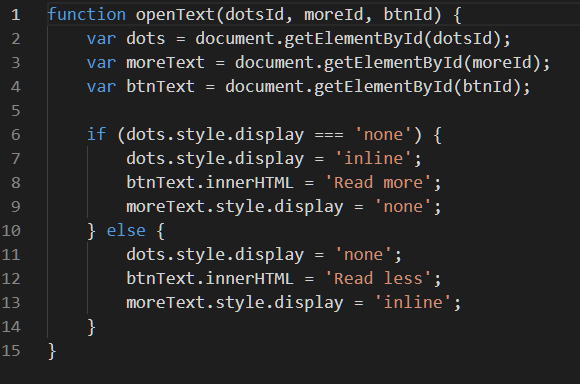 1 function openText(dotsId, moreId, btnId) {
2     var dots = document.getElementById(dotsId);
3     var moreText = document.getElementById(moreId);
4     var btnText = document.getElementById(btnId);
5
6     if (dots.style.display === 'none') {
7         dots.style.display = 'inline';
8         btnText.innerHTML = 'Read more';
9         moreText.style.display = 'none';
10     } else {
11         dots.style.display = 'none';
12         btnText.innerHTML = 'Read less';
13         moreText.style.display = 'inline';
14     }
15 }